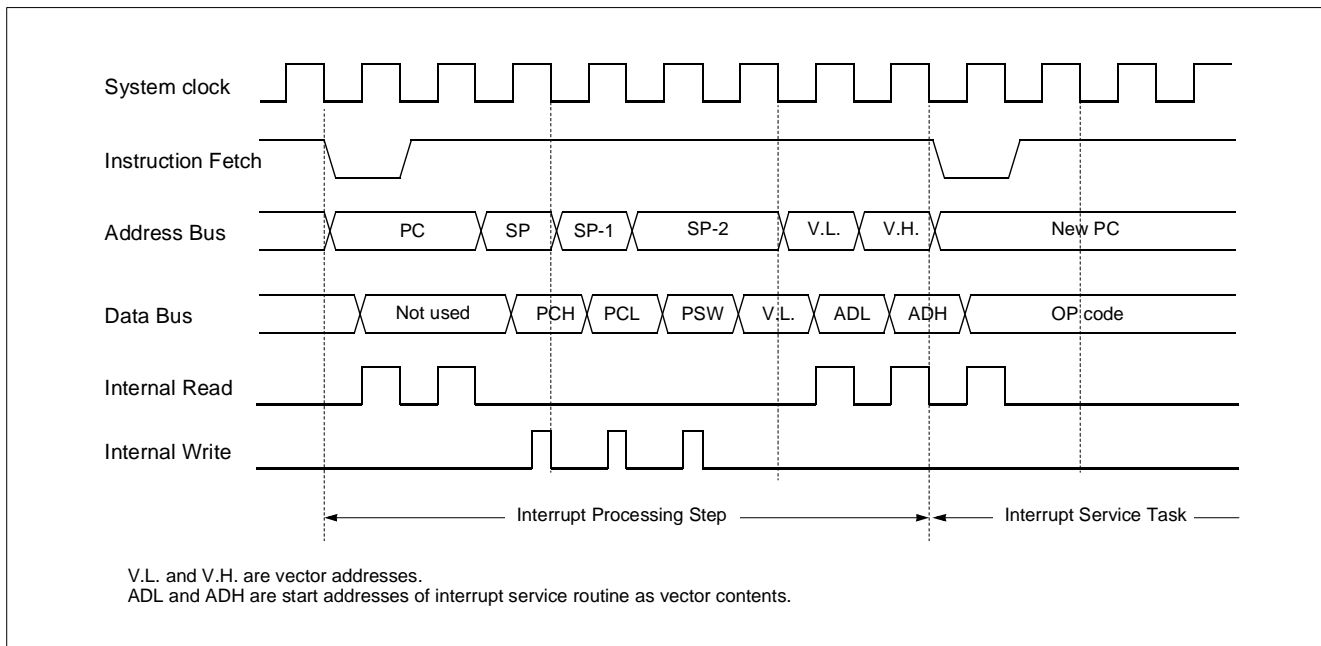 System clock
Instruction Fetch
Address Bus PC SP SP-1 SP-2 V.L. V.H. New PC
Data Bus Not used PCH PCL PSW V.L. ADL ADH OP code
Internal Read
Internal Write
Interrupt Processing Step Interrupt Service Task
V.L. and V.H. are vector addresses.
ADL and ADH are start addresses of interrupt service routine as vector contents.